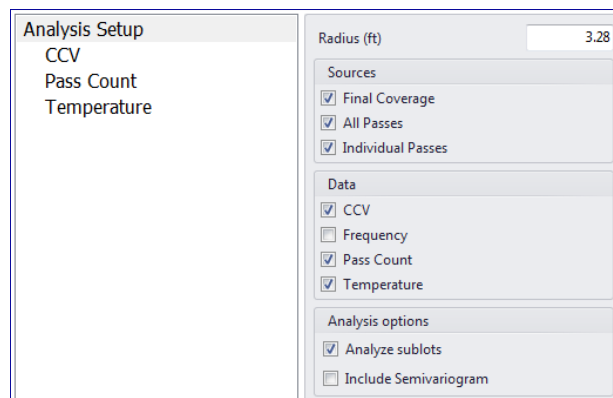 Analysis Setup
CCV
Pass Count
Temperature
Radius (ft) 3.28
Sources
Final Coverage
All Passes
Individual Passes
Data
CCV
Frequency
Pass Count
Temperature
Analysis options
Analyze sublots
Include Semivariogram